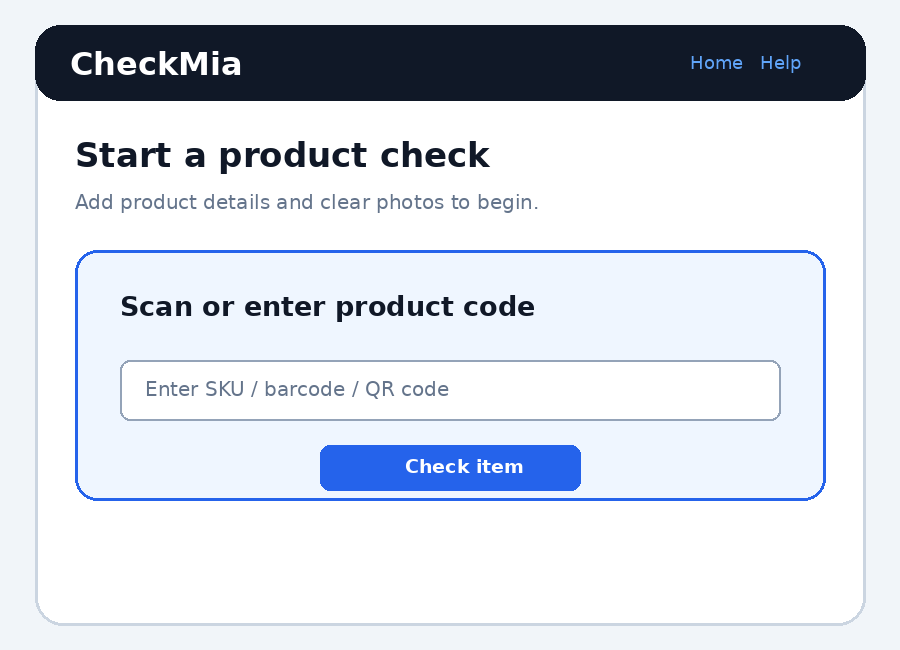 CheckMia
Home Help
Start a product check
Add product details and clear photos to begin.
Scan or enter product code
Enter SKU / barcode / QR code
Check item